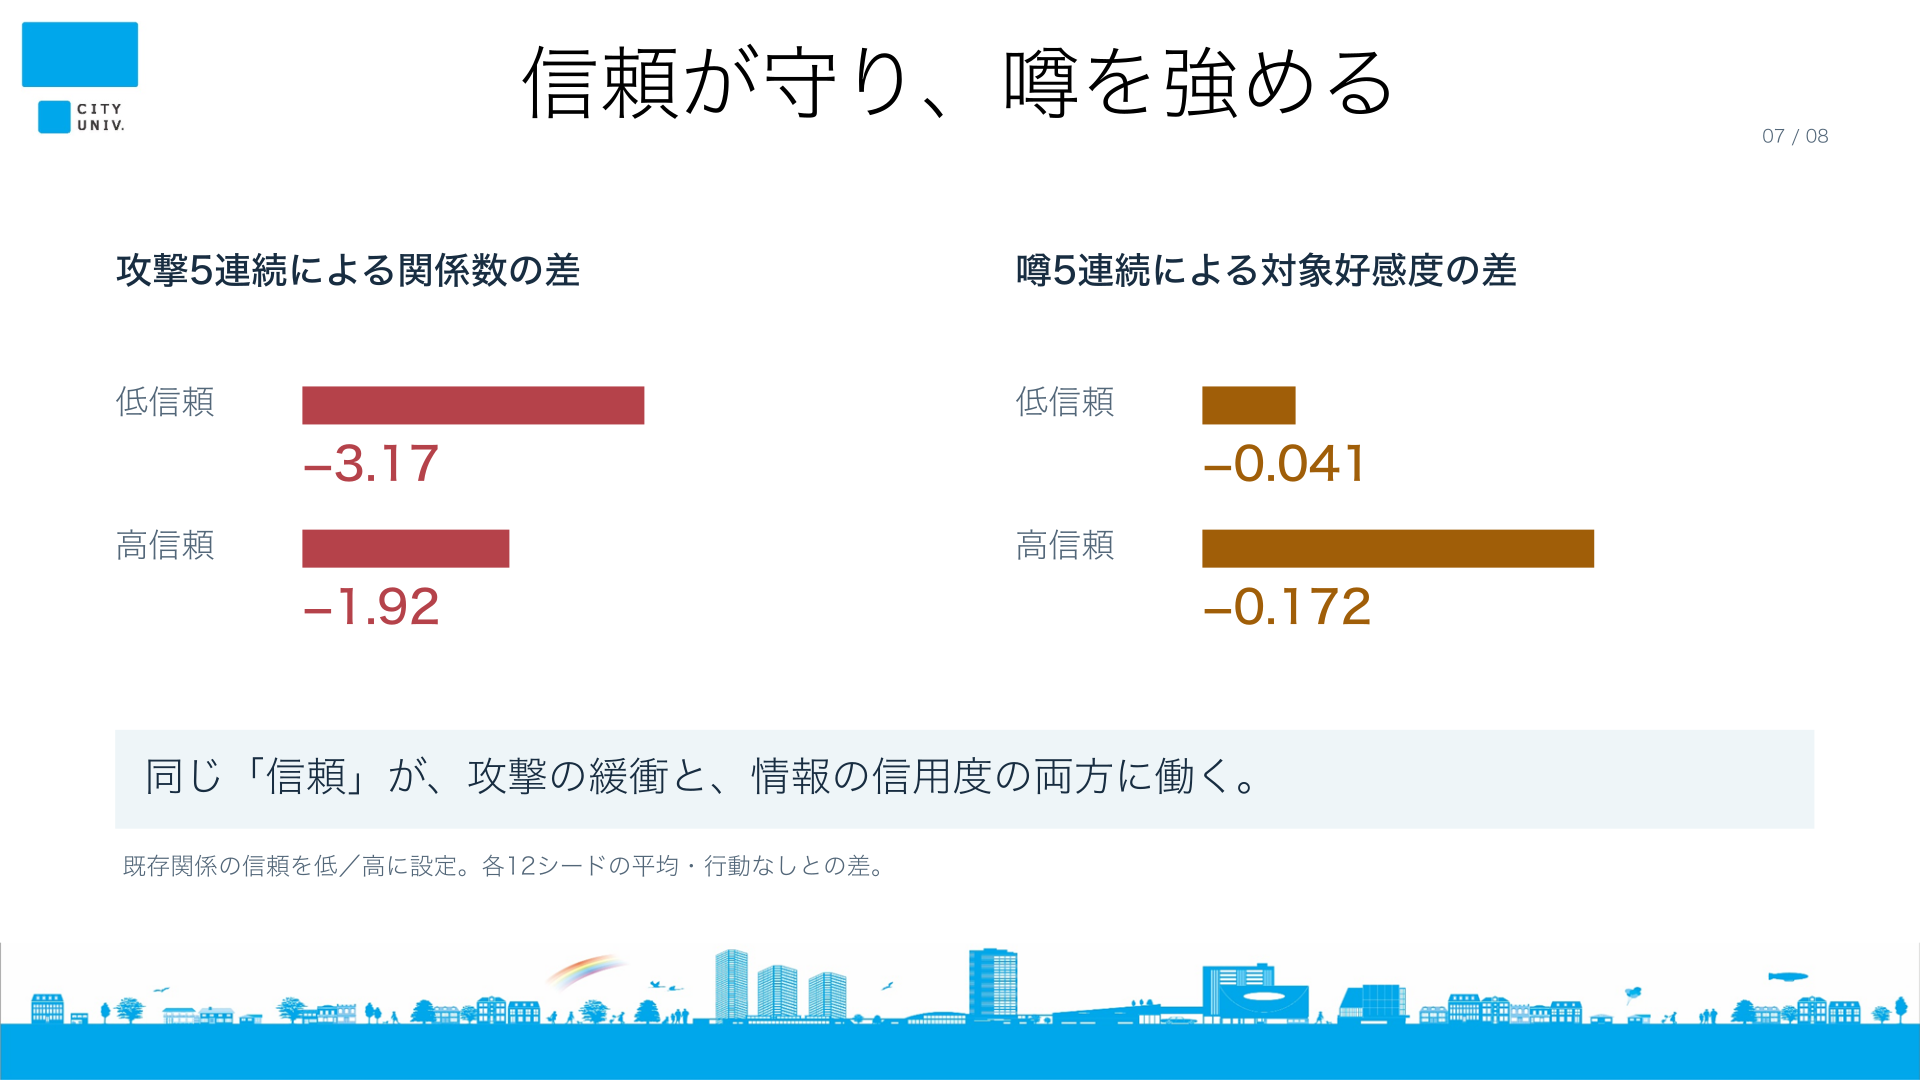 CITY
UNIV.
信頼が守り、噂を強める
07 / 08
攻撃5連続による関係数の差
低信頼
−3.17
高信頼
−1.92
噂5連続による対象好感度の差
低信頼
−0.041
高信頼
−0.172
同じ「信頼」が、攻撃の緩衝と、情報の信用度の両方に働く。
既存関係の信頼を低／高に設定。各12シードの平均・行動なしとの差。